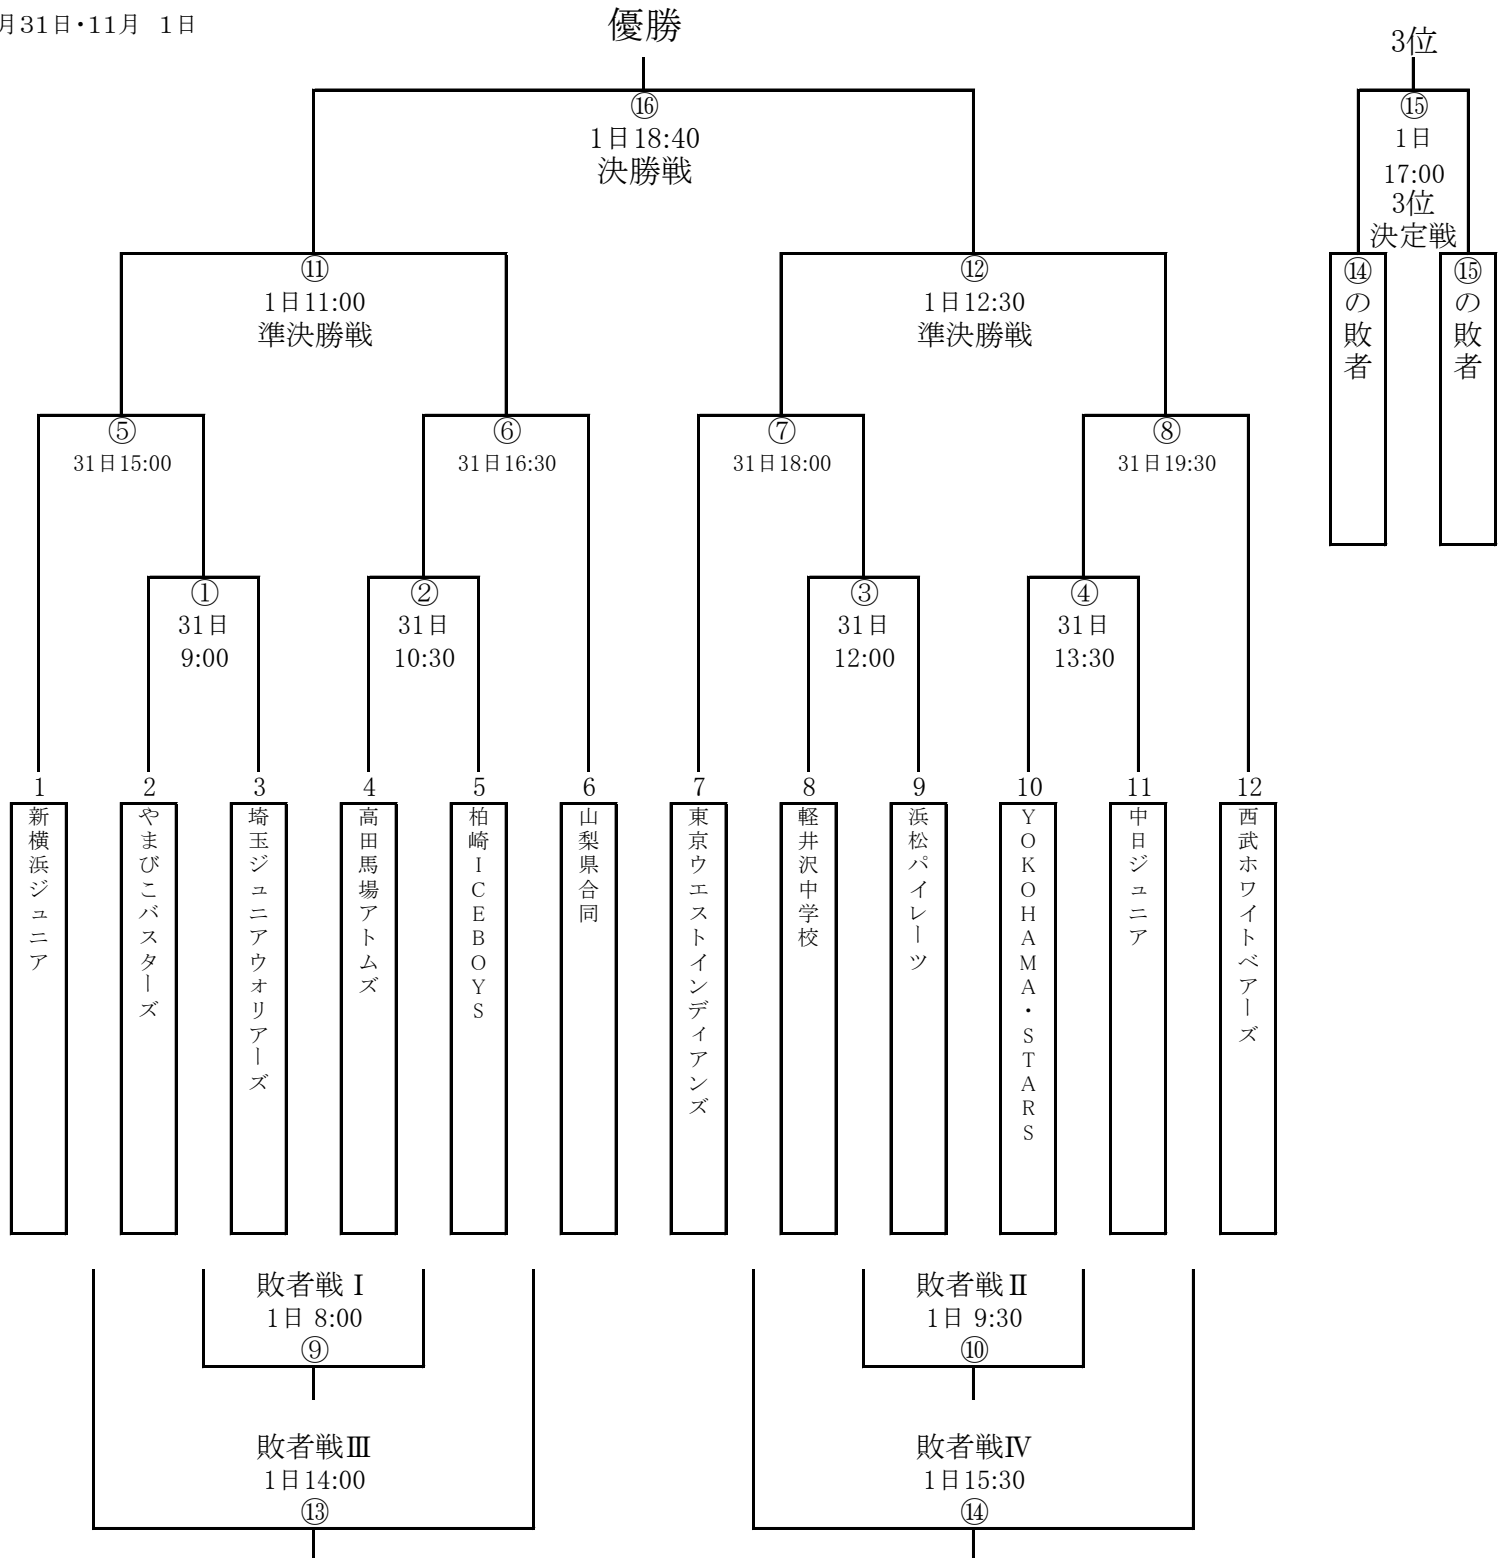 月31日・11月 1日
優勝
3位
⑯
1日18:40
決勝戦
⑮
1日
17:00
3位
決定戦
⑭の敗者
⑮の敗者
⑪
1日11:00
準決勝戦
⑫
1日12:30
準決勝戦
⑤
31日15:00
⑥
31日16:30
⑦
31日18:00
⑧
31日19:30
①
31日
9:00
②
31日
10:30
③
31日
12:00
④
31日
13:30
1
新横浜ジュニア
2
やまびこバスターズ
3
埼玉ジュニアウオリアーズ
4
高田馬場アトムズ
5
柏崎ICEBOYS
6
山梨県合同
7
東京ウエストインディアンズ
8
軽井沢中学校
9
浜松パイレーツ
10
YOKOHAMA・STARS
11
中日ジュニア
12
西武ホワイトベアーズ
敗者戦Ⅰ
1日 8:00
⑨
敗者戦Ⅱ
1日 9:30
⑩
敗者戦Ⅲ
1日14:00
⑬
敗者戦Ⅳ
1日15:30
⑭